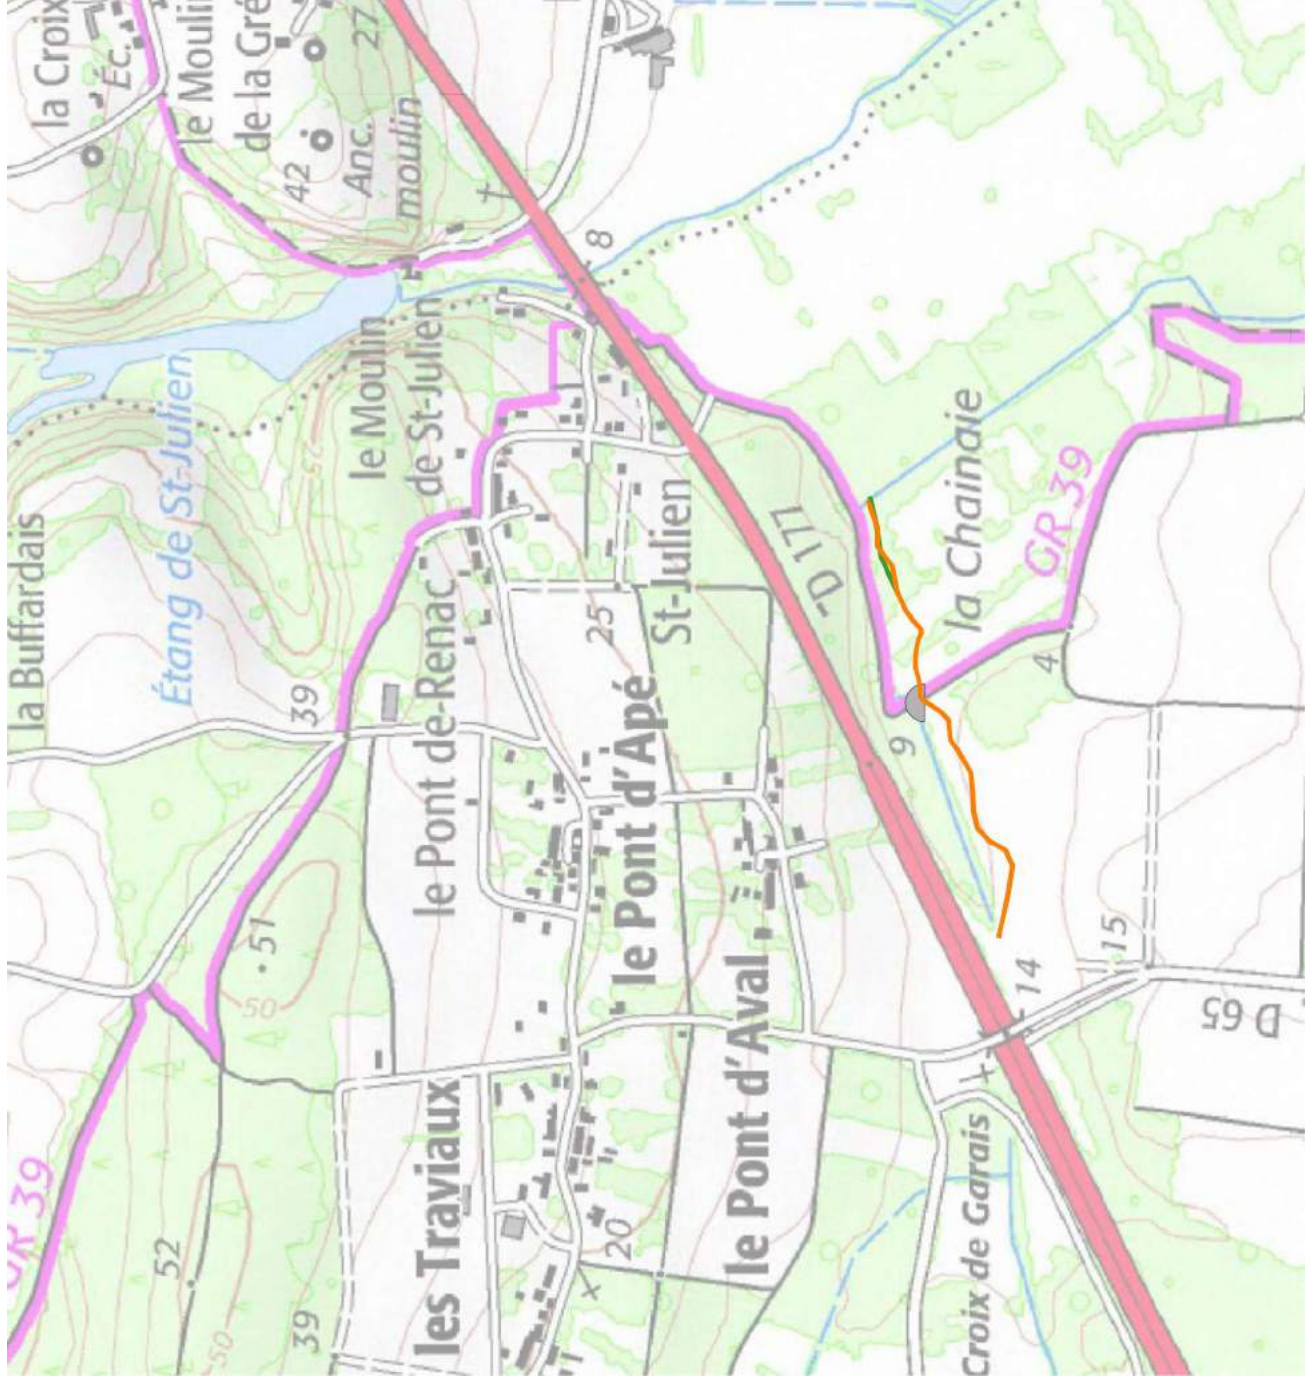 la Croix
Éc.
le Moulin
de la Gré
27
42
Anc.
moulin
8
le Moulin
de St-Julien
Étang de St-Julien
la Buffardais
39
25
St-Julien
le Pont-de-Renac
D 177
la Chainaie
GR 39
4
9
le Pont d'Apé
51
50
le Pont d'Aval
14
15
D 65
GR 39
52
50
39
les Traviaux
20
Croix de Garais
25